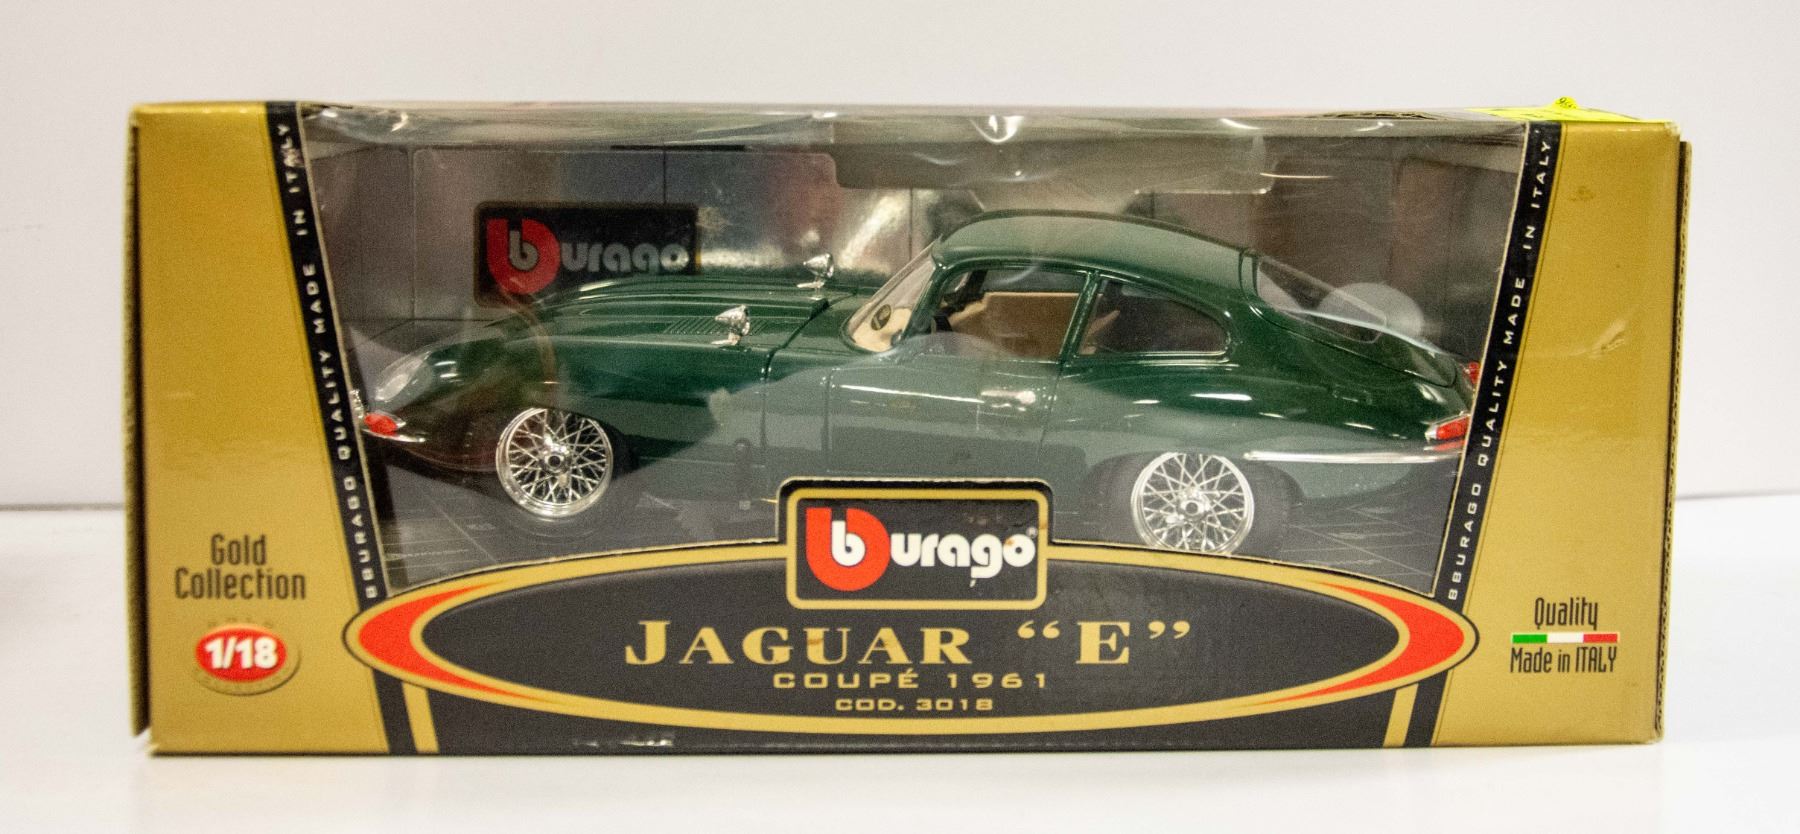 BBURAGO QUALITY MADE IN ITALY
burago
BBURAGO QUALITY MADE IN ITALY
Gold
Collection
1/18
burago®
JAGUAR “E”
COUPÉ 1961
COD. 3018
Quality
Made in ITALY